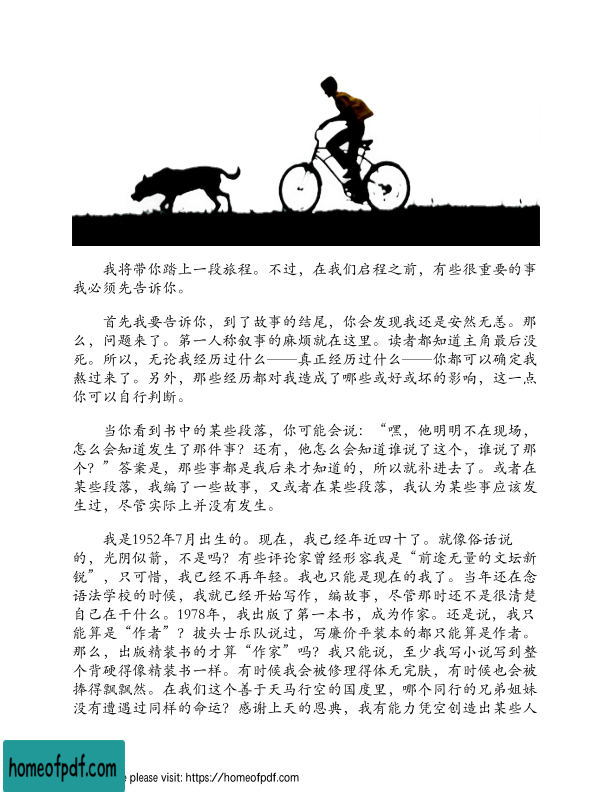 我将带你踏上一段旅程。不过，在我们启程之前，有些很重要的事
我必须先告诉你。
首先我要告诉你，到了故事的结尾，你会发现我还是安然无恙。那
么，问题来了。第一人称叙事的麻烦就在这里。读者都知道主角最后没
死。所以，无论我经历过什么——真正经历过什么——你都可以确定我
熬过来了。另外，那些经历都对我造成了哪些或好或坏的影响，这一点
你可以自行判断。
当你看到书中的某些段落，你可能会说：“嘿，他明明不在现场，
怎么会知道发生了那件事？还有，他怎么会知道谁说了这个，谁说了那
个？”答案是，那些事都是我后来才知道的，所以就补进去了。或者在
某些段落，我编了一些故事，又或者在某些段落，我认为某些事应该发
生过，尽管实际上并没有发生。
我是1952年7月出生的。现在，我已经年近四十了。就像俗话说
的，光阴似箭，不是吗？有些评论家曾经形容我是“前途无量的文坛新
锐”，只可惜，我已经不再年轻。我也只能是现在的我了。当年还在念
语法学校的时候，我就已经开始写作，编故事，尽管那时还不是很清楚
自己在干什么。1978年，我出版了第一本书，成为作家。还是说，我只
能算是“作者”？披头士乐队说过，写廉价平装本的都只能算是作者。
那么，出版精装书的才算“作家”吗？我只能说，至少我写小说写到整
个背硬得像精装书一样。有时候我会被修理得体无完肤，有时候也会被
捧得飘飘然。在我们这个善于天马行空的国度里，哪个同行的兄弟姐妹
没有遭遇过同样的命运？感谢上天的恩典，我有能力凭空创造出某些人
homeofpdf.com
e please visit: https://homeofpdf.com